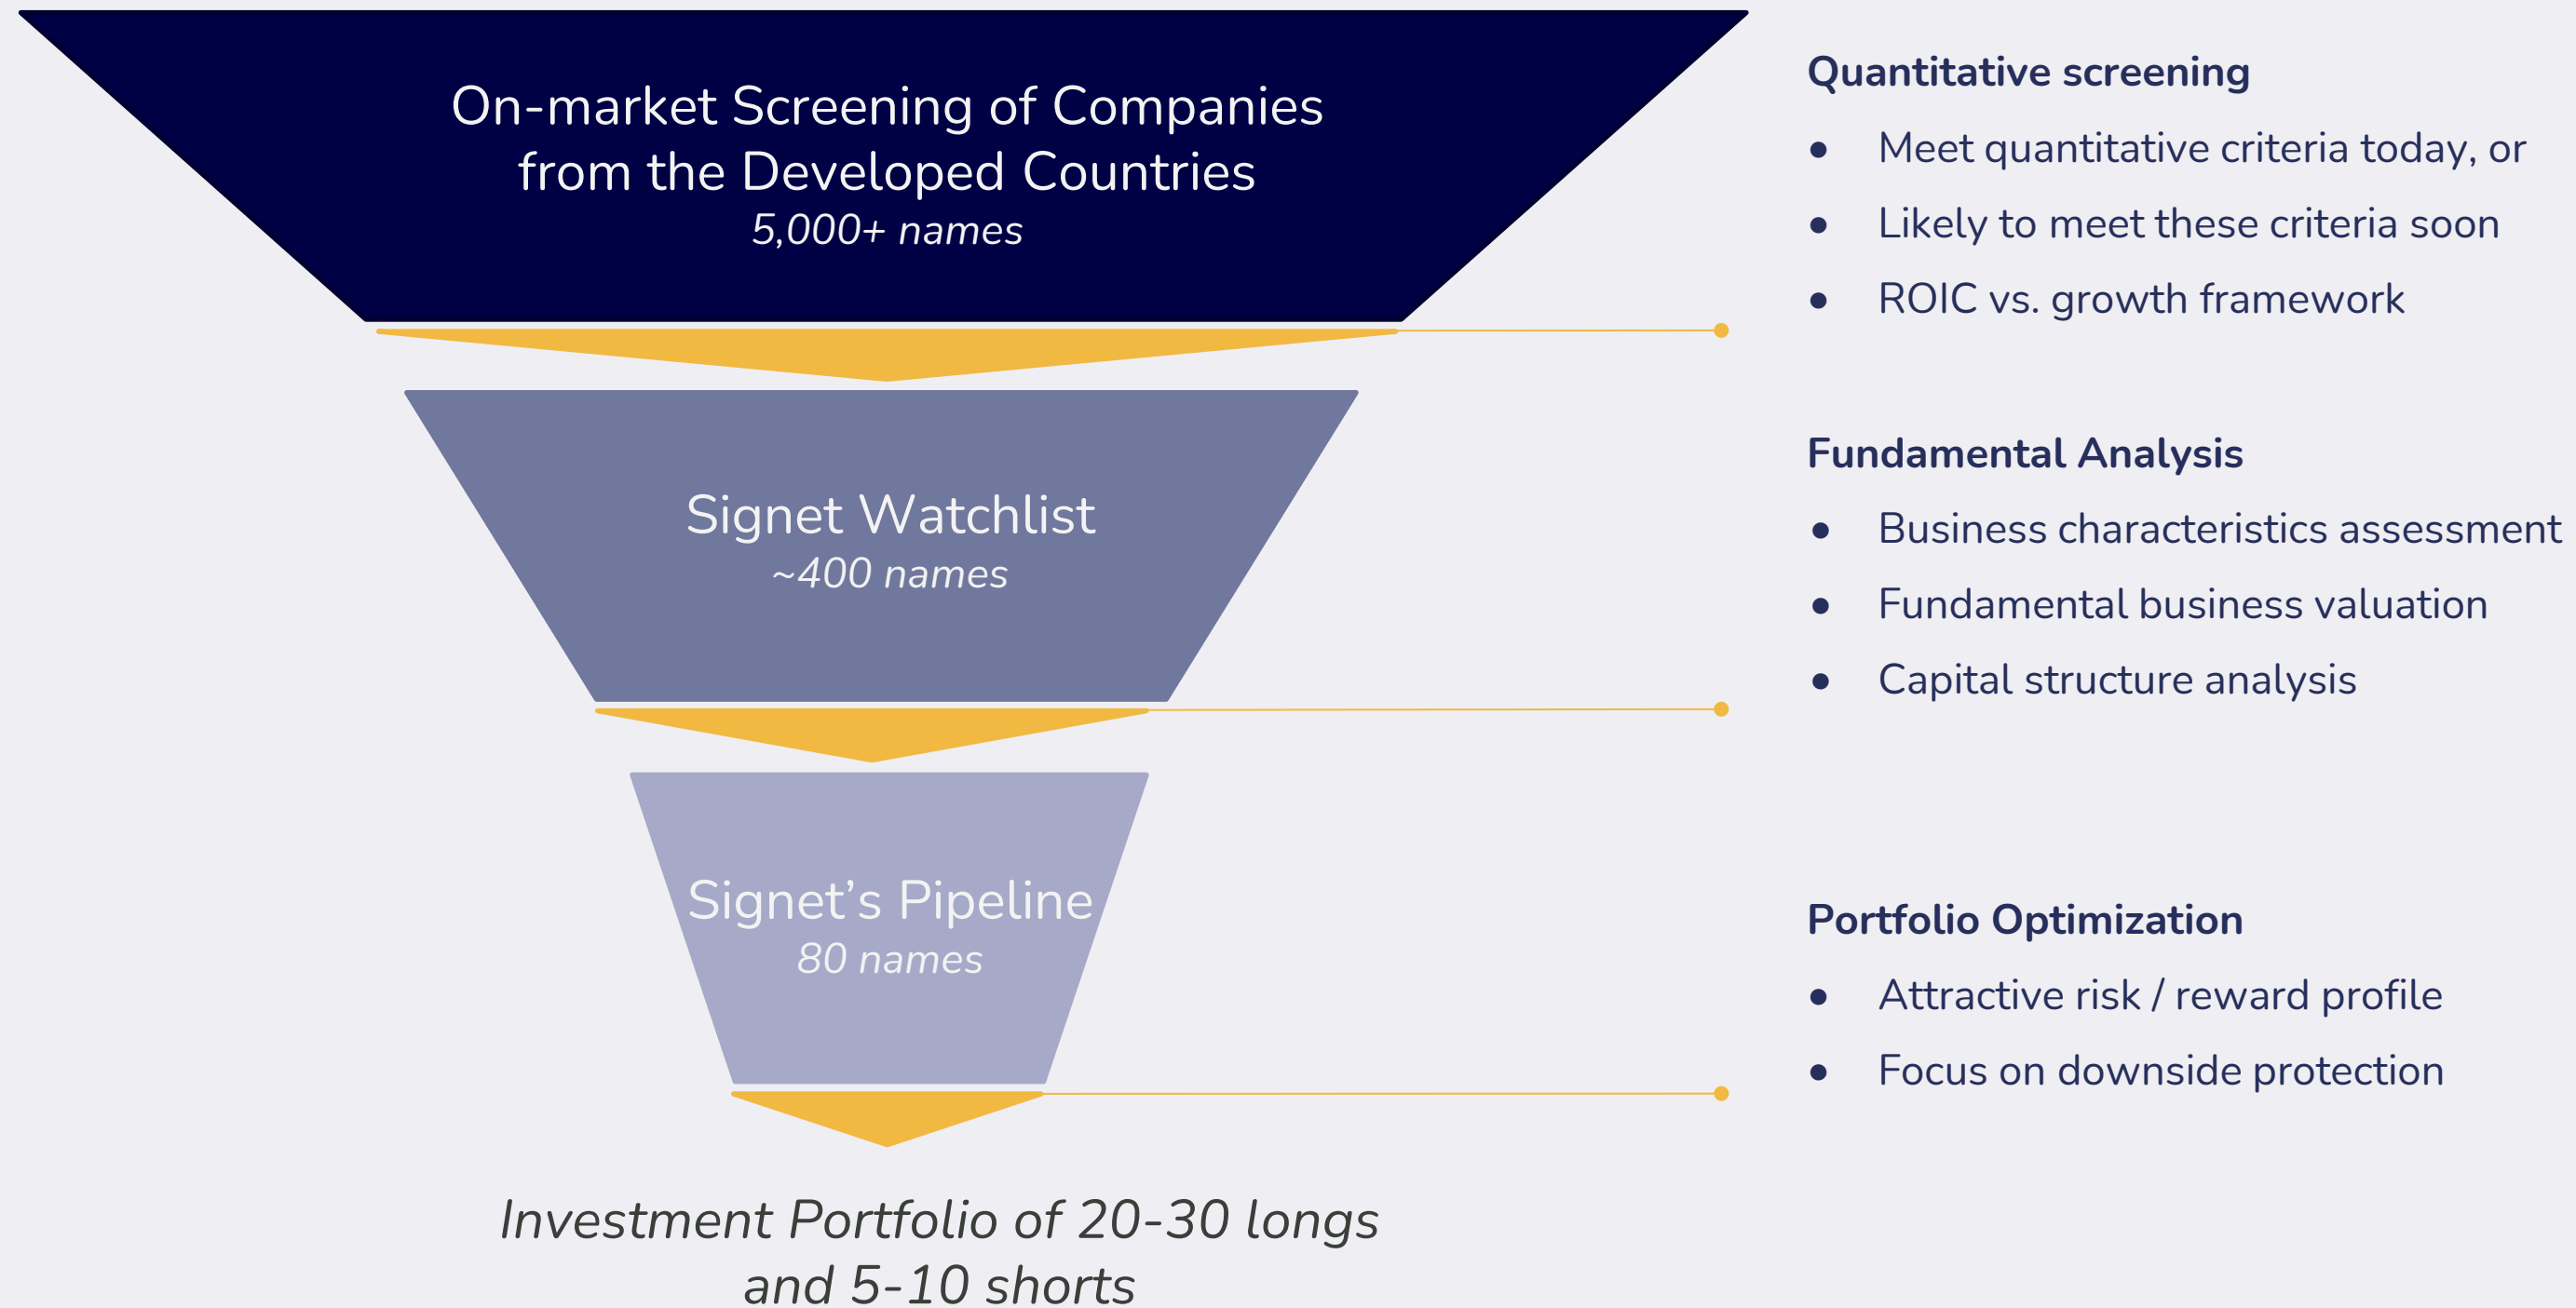 On-market Screening of Companies
from the Developed Countries
5,000+ names
Quantitative screening
● Meet quantitative criteria today, or
● Likely to meet these criteria soon
● ROIC vs. growth framework
Signet Watchlist
~400 names
Fundamental Analysis
● Business characteristics assessment
● Fundamental business valuation
● Capital structure analysis
Signet’s Pipeline
80 names
Portfolio Optimization
● Attractive risk / reward profile
● Focus on downside protection
Investment Portfolio of 20-30 longs
and 5-10 shorts